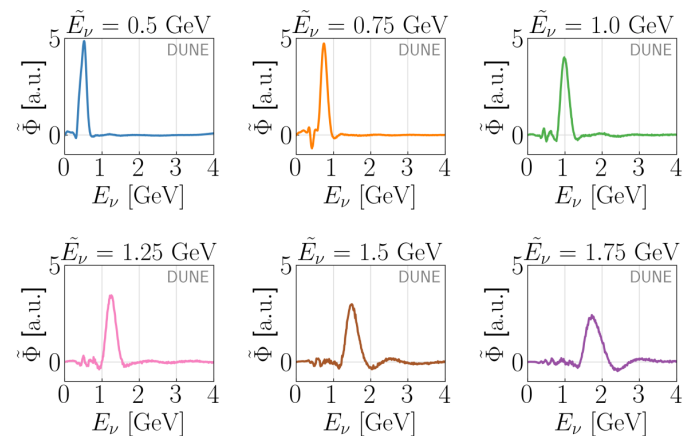 Ẽν = 0.5 GeV
DUNE
5
0
Φ̃ [a.u.]
0 1 2 3 4
Eν [GeV]
Ẽν = 0.75 GeV
DUNE
5
0
Φ̃ [a.u.]
0 1 2 3 4
Eν [GeV]
Ẽν = 1.0 GeV
DUNE
5
0
Φ̃ [a.u.]
0 1 2 3 4
Eν [GeV]
Ẽν = 1.25 GeV
DUNE
5
0
Φ̃ [a.u.]
0 1 2 3 4
Eν [GeV]
Ẽν = 1.5 GeV
DUNE
5
0
Φ̃ [a.u.]
0 1 2 3 4
Eν [GeV]
Ẽν = 1.75 GeV
DUNE
5
0
Φ̃ [a.u.]
0 1 2 3 4
Eν [GeV]